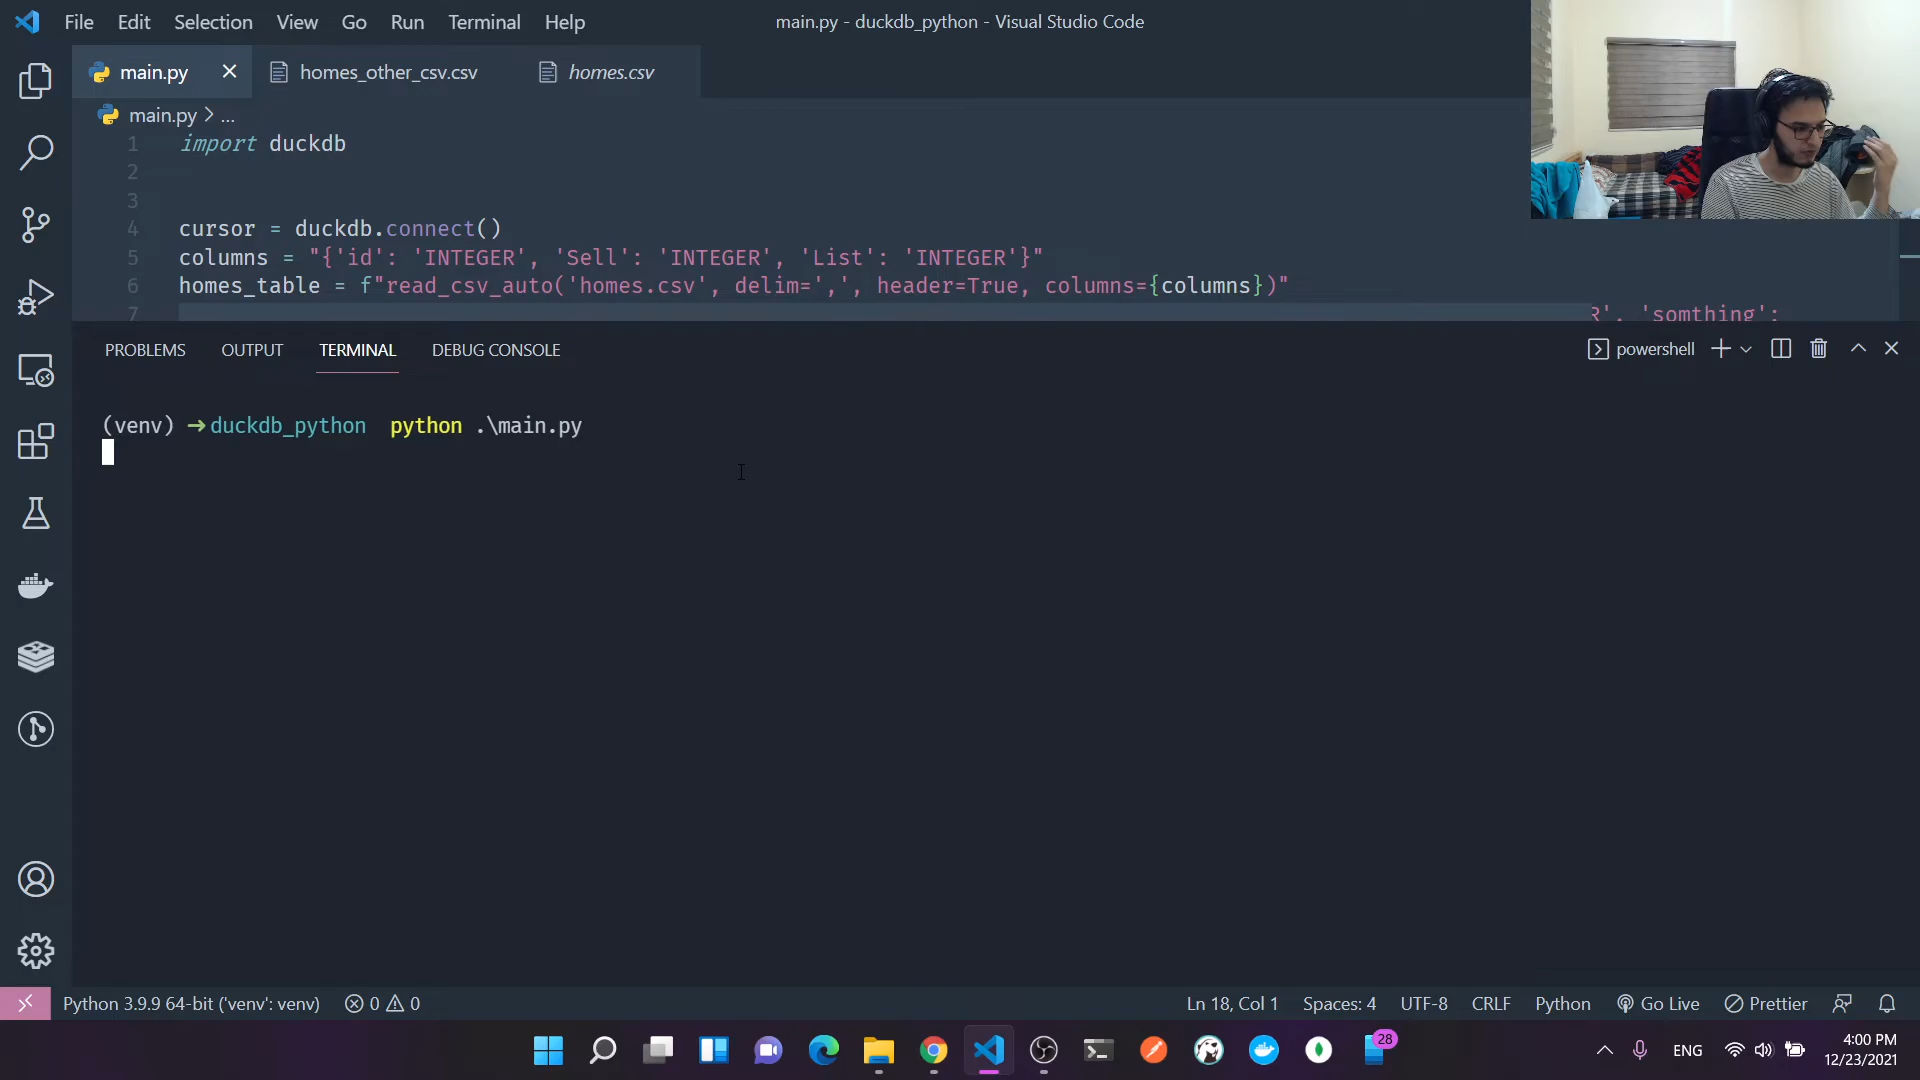 File Edit Selection View Go Run Terminal Help
main.py - duckdb_python - Visual Studio Code
main.py homes_other_csv.csv homes.csv
main.py > ...
1 import duckdb
2
3
4 cursor = duckdb.connect()
5 columns = "{'id': 'INTEGER', 'Sell': 'INTEGER', 'List': 'INTEGER'}"
6 homes_table = f"read_csv_auto('homes.csv', delim=',', header=True, columns={columns})"
7 R', 'somthing':
PROBLEMS OUTPUT TERMINAL DEBUG CONSOLE
powershell
(venv) → duckdb_python python .\main.py
Python 3.9.9 64-bit ('venv': venv) 0 0
Ln 18, Col 1 Spaces: 4 UTF-8 CRLF Python Go Live Prettier
28
ENG
4:00 PM
12/23/2021